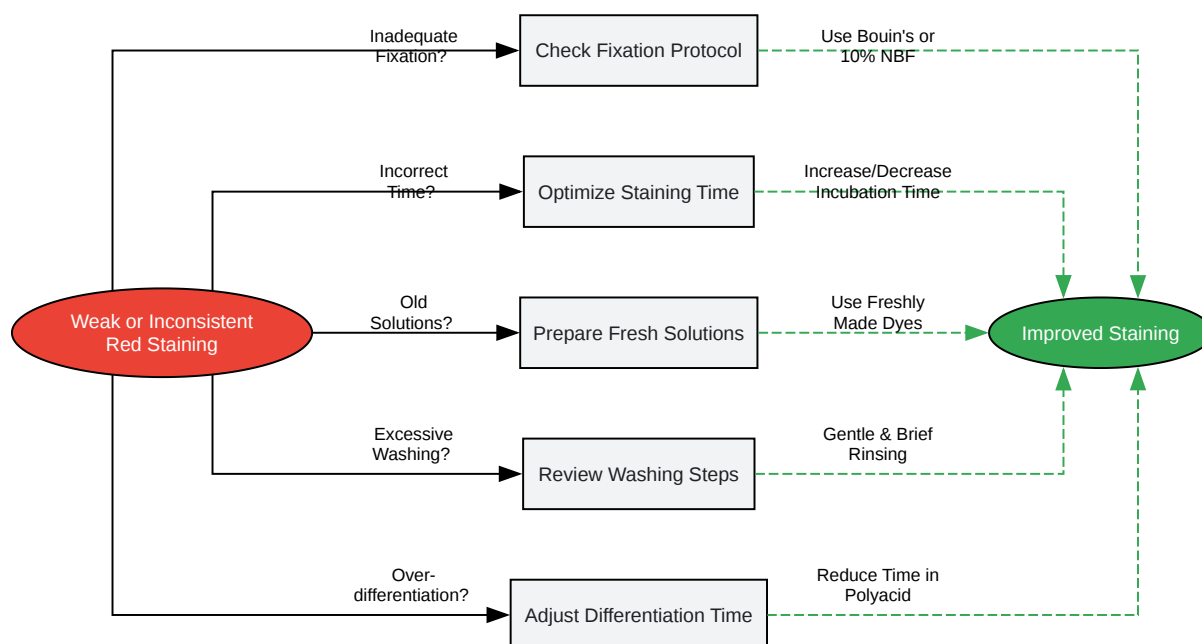 Inadequate
Fixation?
Check Fixation Protocol
Use Bouin's or
10% NBF
Incorrect
Time?
Optimize Staining Time
Increase/Decrease
Incubation Time
Weak or Inconsistent
Red Staining
Old
Solutions?
Prepare Fresh Solutions
Use Freshly
Made Dyes
Improved Staining
Excessive
Washing?
Review Washing Steps
Gentle & Brief
Rinsing
Over-
differentiation?
Adjust Differentiation Time
Reduce Time in
Polyacid